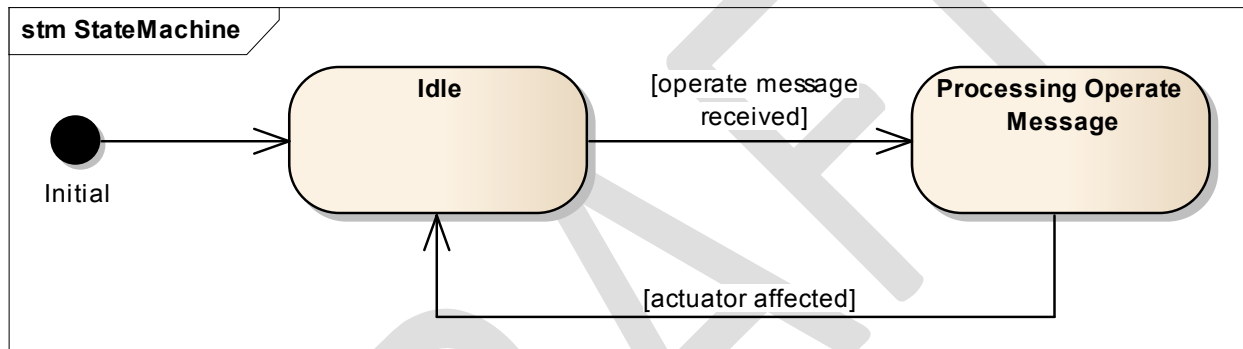 stm StateMachine
Idle
[operate message
received]
Processing Operate
Message
Initial
[actuator affected]